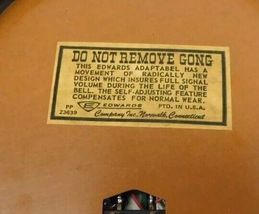 DO NOT REMOVE GONG
THIS EDWARDS ADAPTABEL HAS A
MOVEMENT OF RADICALLY NEW
DESIGN WHICH INSURES FULL SIGNAL
VOLUME DURING THE LIFE OF THE
BELL. THE SELF-ADJUSTING FEATURE
COMPENSATES FOR NORMAL WEAR.
PP E EDWARDS PTD. IN U.S.A.
23639 Company Inc., Norwalk, Connecticut